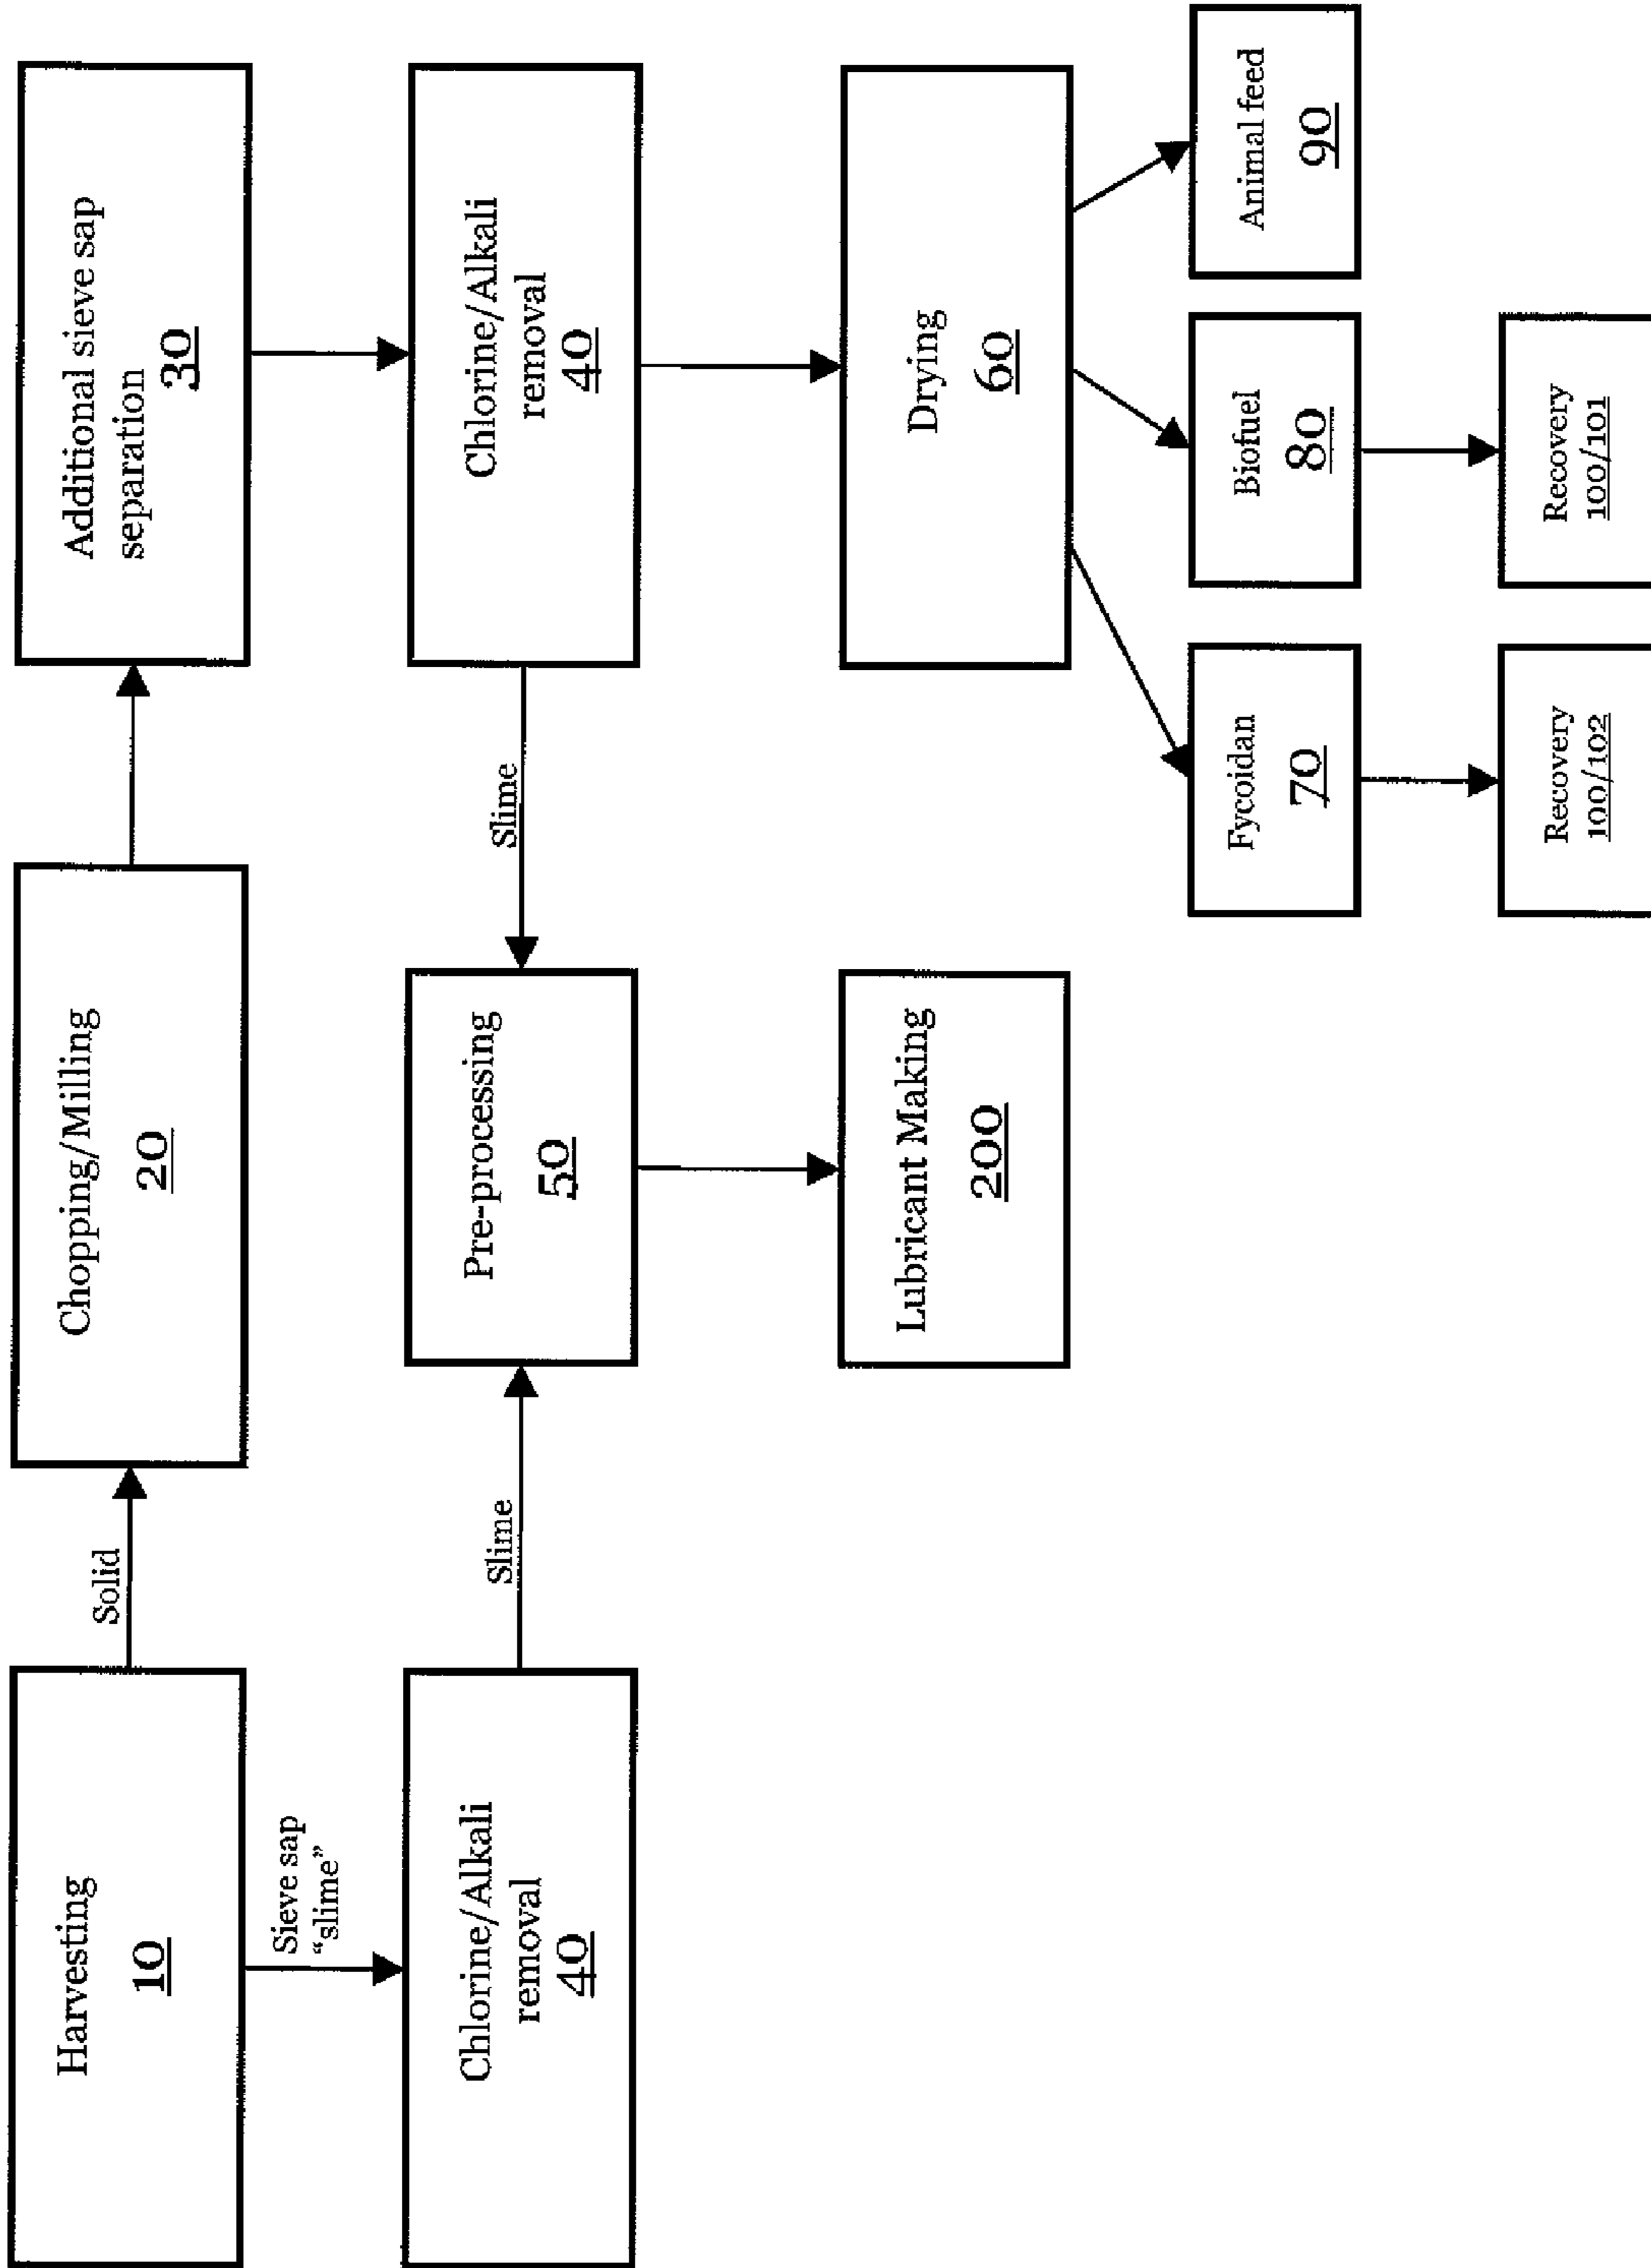 Harvesting
10
Solid
Chopping/Milling
20
Additional sieve sap
separation
30
Sieve sap
“slime”
Chlorine/Alkali
removal
40
Slime
Pre-processing
50
Slime
Chlorine/Alkali
removal
40
Lubricant Making
200
Drying
60
Fycoidan
70
Biofuel
80
Animal feed
90
Recovery
100/102
Recovery
100/101